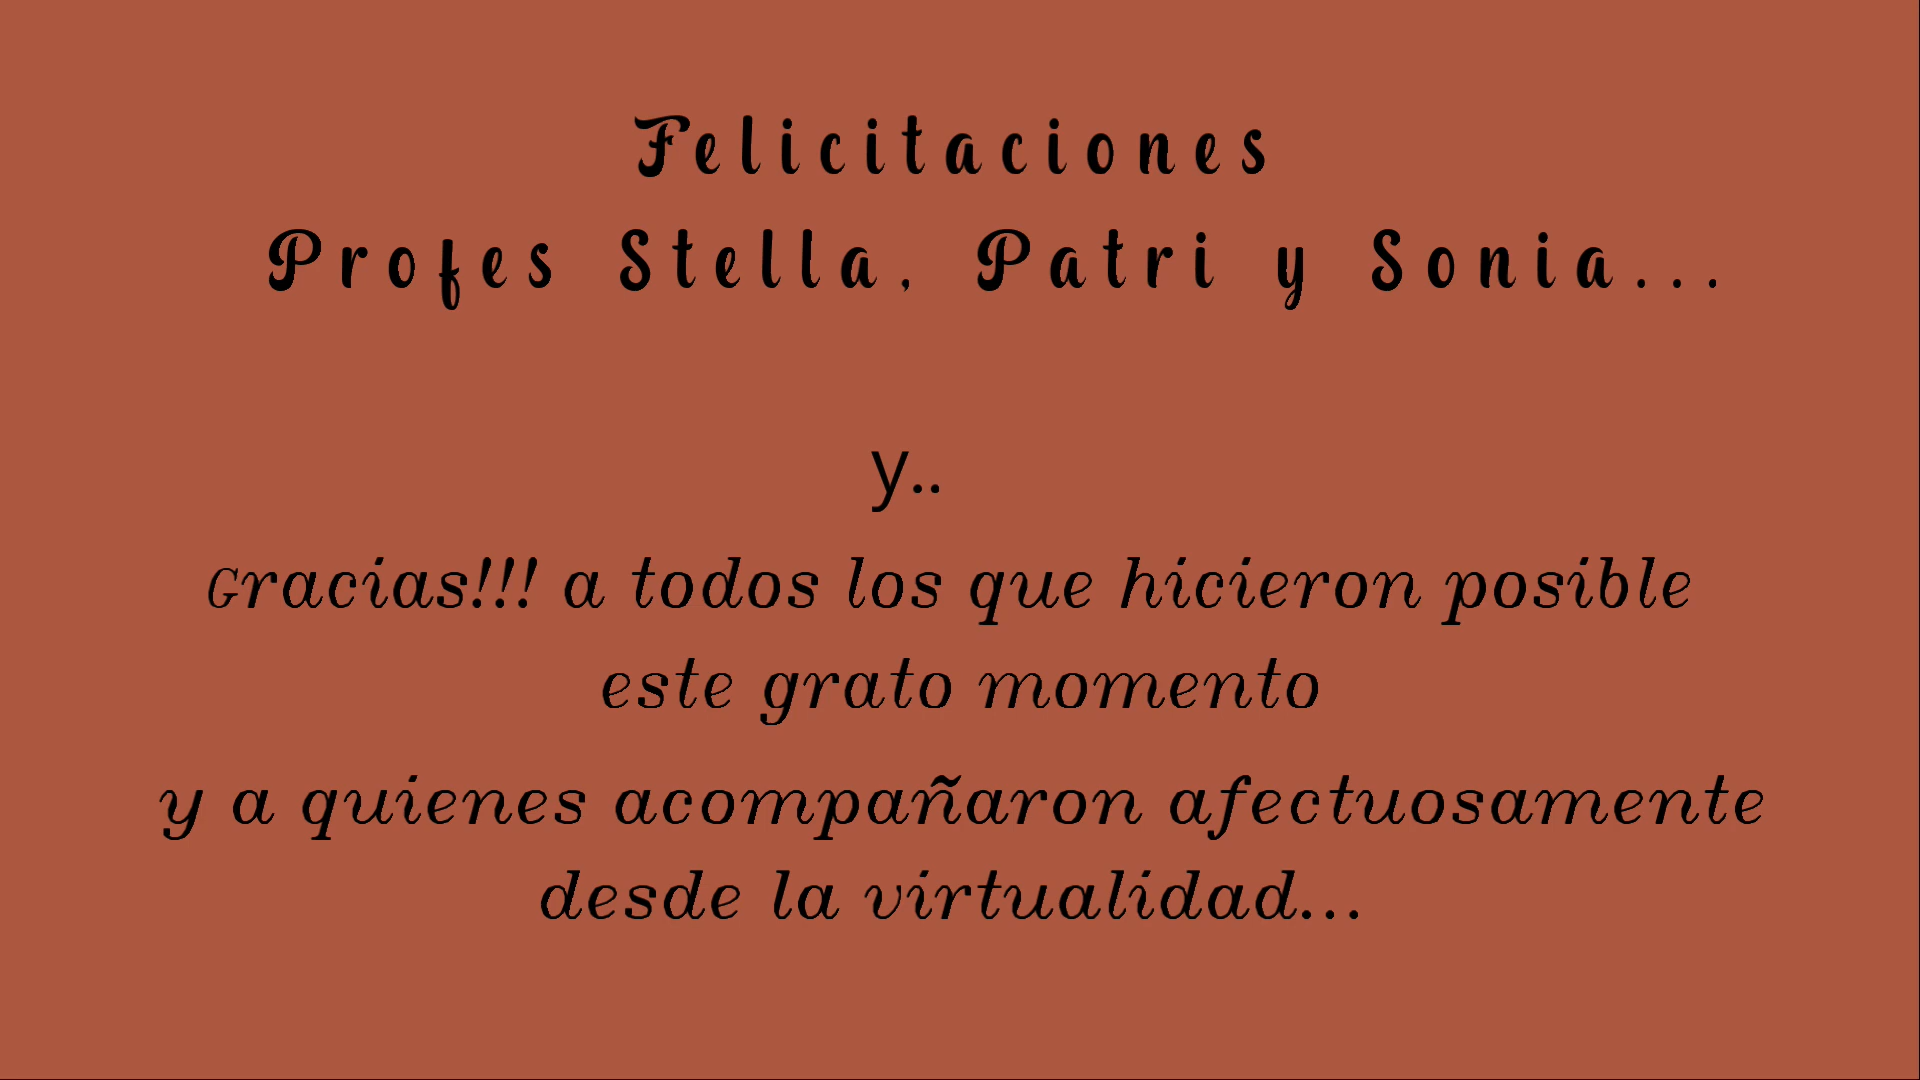 Felicitaciones
Profes Stella, Patri y Sonia...
y..
Gracias!!! a todos los que hicieron posible
este grato momento
y a quienes acompañaron afectuosamente
desde la virtualidad...